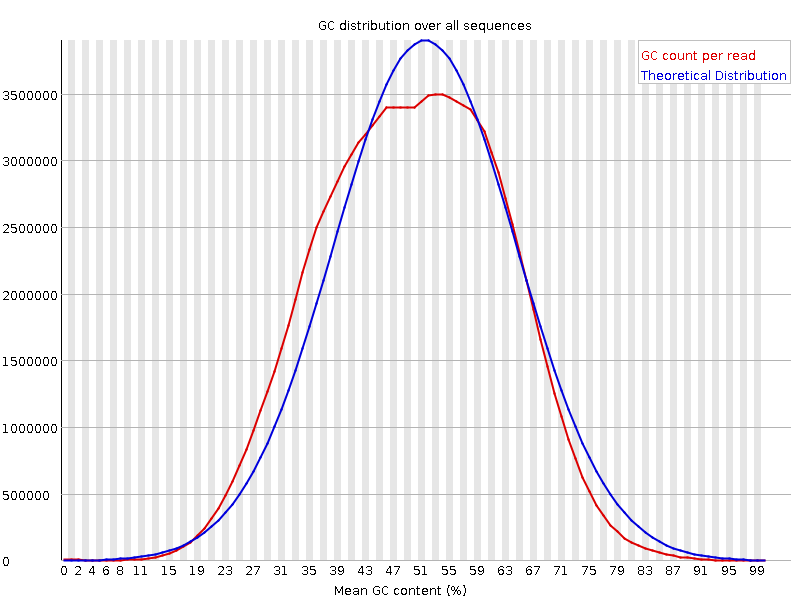 GC distribution over all sequences
GC count per read
Theoretical Distribution
3500000
3000000
2500000
2000000
1500000
1000000
500000
0
0 2 4 6 8 11 15 19 23 27 31 35 39 43 47 51 55 59 63 67 71 75 79 83 87 91 95 99
Mean GC content (%)